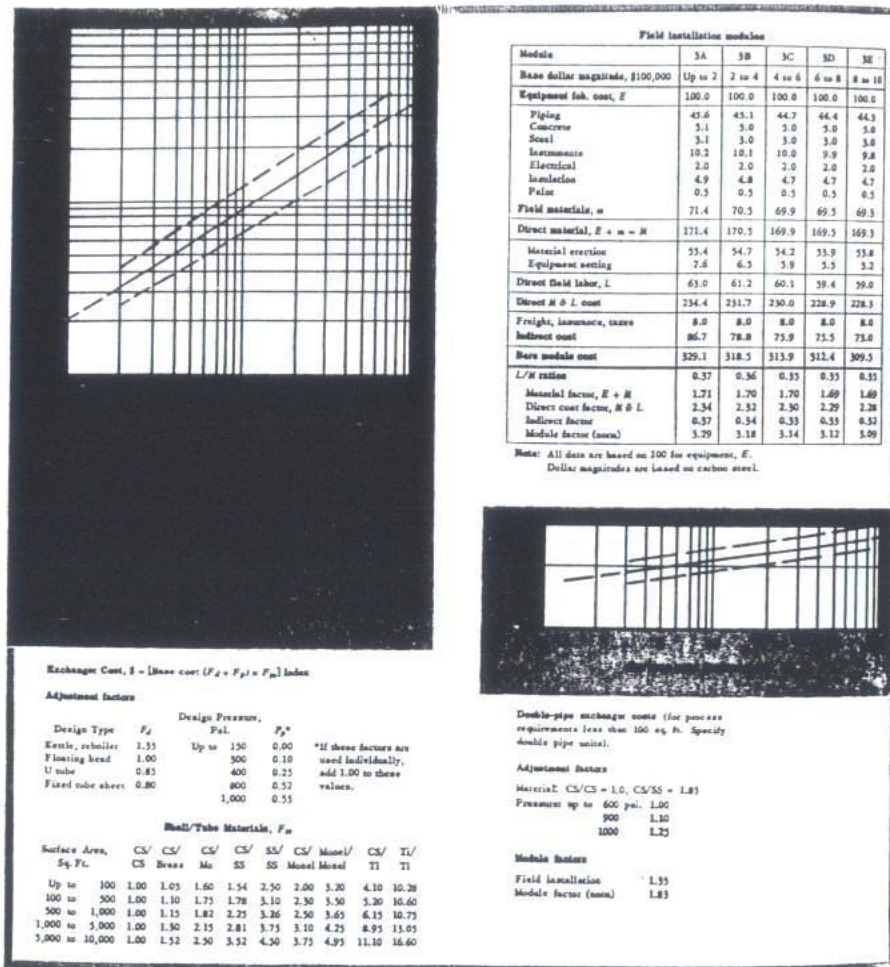 Field installation modules
Module 3A 3B 3C 3D 3E
Base dollar magnitude, $100,000 Up to 2 2 to 4 4 to 6 6 to 8 8 to 10
Equipment fob. cost, E 100.0 100.0 100.0 100.0 100.0
Piping 45.6 45.1 44.7 44.4 44.3
Concrete 5.1 5.0 5.0 5.0 5.0
Steel 3.1 3.0 3.0 3.0 3.0
Instruments 10.2 10.1 10.0 9.9 9.8
Electrical 2.0 2.0 2.0 2.0 2.0
Insulation 4.9 4.8 4.7 4.7 4.7
Paint 0.5 0.5 0.5 0.5 0.5
Field materials, m 71.4 70.5 69.9 69.5 69.3
Direct material, E + m = M 171.4 170.5 169.9 169.5 169.3
Material erection 55.4 54.7 54.2 53.9 53.8
Equipment setting 7.6 6.5 5.9 5.5 5.2
Direct field labor, L 63.0 61.2 60.1 59.4 59.0
Direct M & L cost 234.4 231.7 230.0 228.9 228.3
Freight, insurance, taxes 8.0 8.0 8.0 8.0 8.0
Indirect cost 86.7 78.8 75.9 75.5 73.0
Bare module cost 329.1 318.5 313.9 312.4 309.5
L/M ratios 0.37 0.36 0.35 0.35 0.35
Material factor, E + M 1.71 1.70 1.70 1.69 1.69
Direct cost factor, M & L 2.34 2.32 2.30 2.29 2.28
Indirect factor 0.37 0.34 0.33 0.33 0.32
Module factor (norm) 3.29 3.18 3.14 3.12 3.09
Note: All data are based on 100 for equipment, E.
Dollar magnitudes are based on carbon steel.
Exchanger Cost, $ = [Base cost (Fd + Fp) x Fm] Index
Adjustment factors
Design Type Fd
Kettle, reboiler 1.35
Floating head 1.00
U tube 0.85
Fixed tube sheet 0.80
Design Pressure,
Psi. Fp*
Up to 150 0.00
300 0.10
400 0.25
800 0.52
1,000 0.55
*If these factors are
used individually,
add 1.00 to these
values.
Shell/Tube Materials, Fm
Surface Area, CS/ CS/ CS/ CS/ SS/ CS/ Monel/ CS/ Ti/
Sq. Ft. CS Brass Mo SS SS Monel Monel Ti Ti
Up to 100 1.00 1.05 1.60 1.54 2.50 2.00 3.20 4.10 10.28
100 to 500 1.00 1.10 1.75 1.78 3.10 2.30 3.50 5.20 10.60
500 to 1,000 1.00 1.15 1.82 2.25 3.26 2.50 3.65 6.15 10.75
1,000 to 5,000 1.00 1.30 2.15 2.81 3.75 3.10 4.25 8.95 13.05
5,000 to 10,000 1.00 1.52 2.50 3.52 4.50 3.75 4.95 11.10 16.60
Double-pipe exchanger costs (for process
requirements less than 100 sq. ft. Specify
double pipe units).
Adjustment factors
Material: CS/CS = 1.0, CS/SS = 1.85
Pressures up to 600 psi. 1.00
900 1.10
1000 1.25
Module factors
Field installation 1.35
Module factor (norm) 1.83